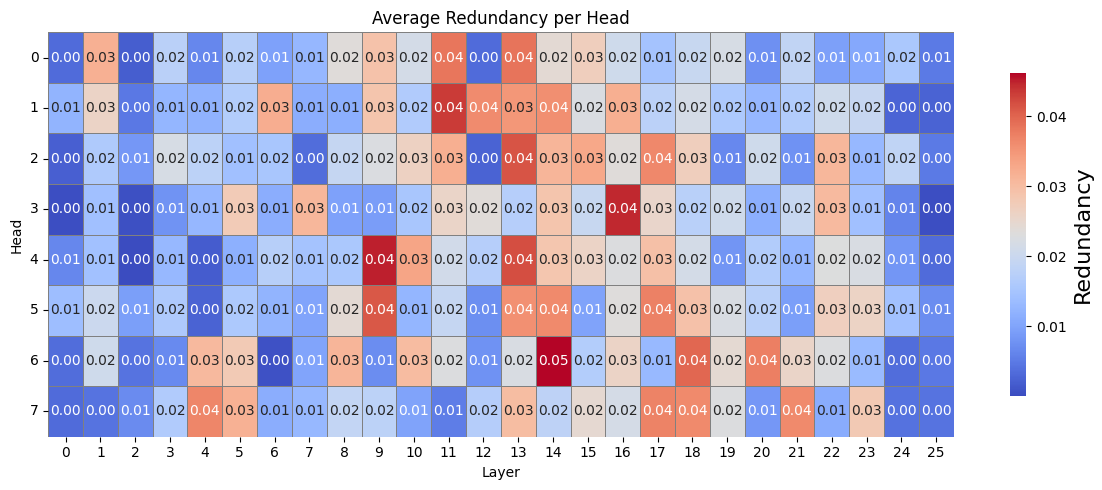 Average Redundancy per Head
0 0.00 0.03 0.00 0.02 0.01 0.02 0.01 0.01 0.02 0.03 0.02 0.04 0.00 0.04 0.02 0.03 0.02 0.01 0.02 0.02 0.01 0.02 0.01 0.01 0.02 0.01
1 0.01 0.03 0.00 0.01 0.01 0.02 0.03 0.01 0.01 0.03 0.02 0.04 0.04 0.03 0.04 0.02 0.03 0.02 0.02 0.02 0.01 0.02 0.02 0.02 0.00 0.00
2 0.00 0.02 0.01 0.02 0.02 0.01 0.02 0.00 0.02 0.02 0.03 0.03 0.00 0.04 0.03 0.03 0.02 0.04 0.03 0.01 0.02 0.01 0.03 0.01 0.02 0.00
3 0.00 0.01 0.00 0.01 0.01 0.03 0.01 0.03 0.01 0.01 0.02 0.03 0.02 0.02 0.03 0.02 0.04 0.03 0.02 0.02 0.01 0.02 0.03 0.01 0.01 0.00
4 0.01 0.01 0.00 0.01 0.00 0.01 0.02 0.01 0.02 0.04 0.03 0.02 0.02 0.04 0.03 0.03 0.02 0.03 0.02 0.01 0.02 0.01 0.02 0.02 0.01 0.00
5 0.01 0.02 0.01 0.02 0.00 0.02 0.01 0.02 0.02 0.04 0.01 0.02 0.01 0.04 0.04 0.01 0.02 0.04 0.03 0.02 0.02 0.01 0.03 0.03 0.01 0.01
6 0.00 0.02 0.00 0.01 0.03 0.03 0.00 0.01 0.03 0.01 0.03 0.02 0.01 0.02 0.05 0.02 0.03 0.01 0.04 0.02 0.04 0.03 0.02 0.01 0.00 0.00
7 0.00 0.00 0.01 0.02 0.04 0.03 0.01 0.01 0.02 0.02 0.01 0.01 0.02 0.03 0.02 0.02 0.02 0.04 0.04 0.02 0.01 0.04 0.01 0.03 0.00 0.00
0 1 2 3 4 5 6 7 8 9 10 11 12 13 14 15 16 17 18 19 20 21 22 23 24 25
Layer
Head
0.04
0.03
0.02
0.01
Redundancy